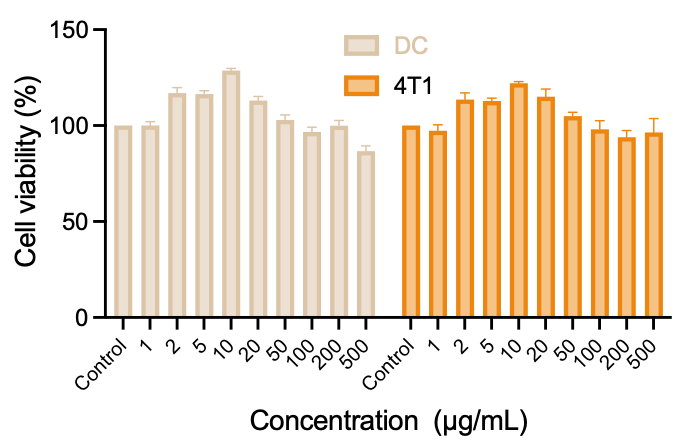 150
100
50
0
Cell viability (%)
DC
4T1
Control 1 2 5 10 20 50 100 200 500 Control 1 2 5 10 20 50 100 200 500
Concentration (μg/mL)